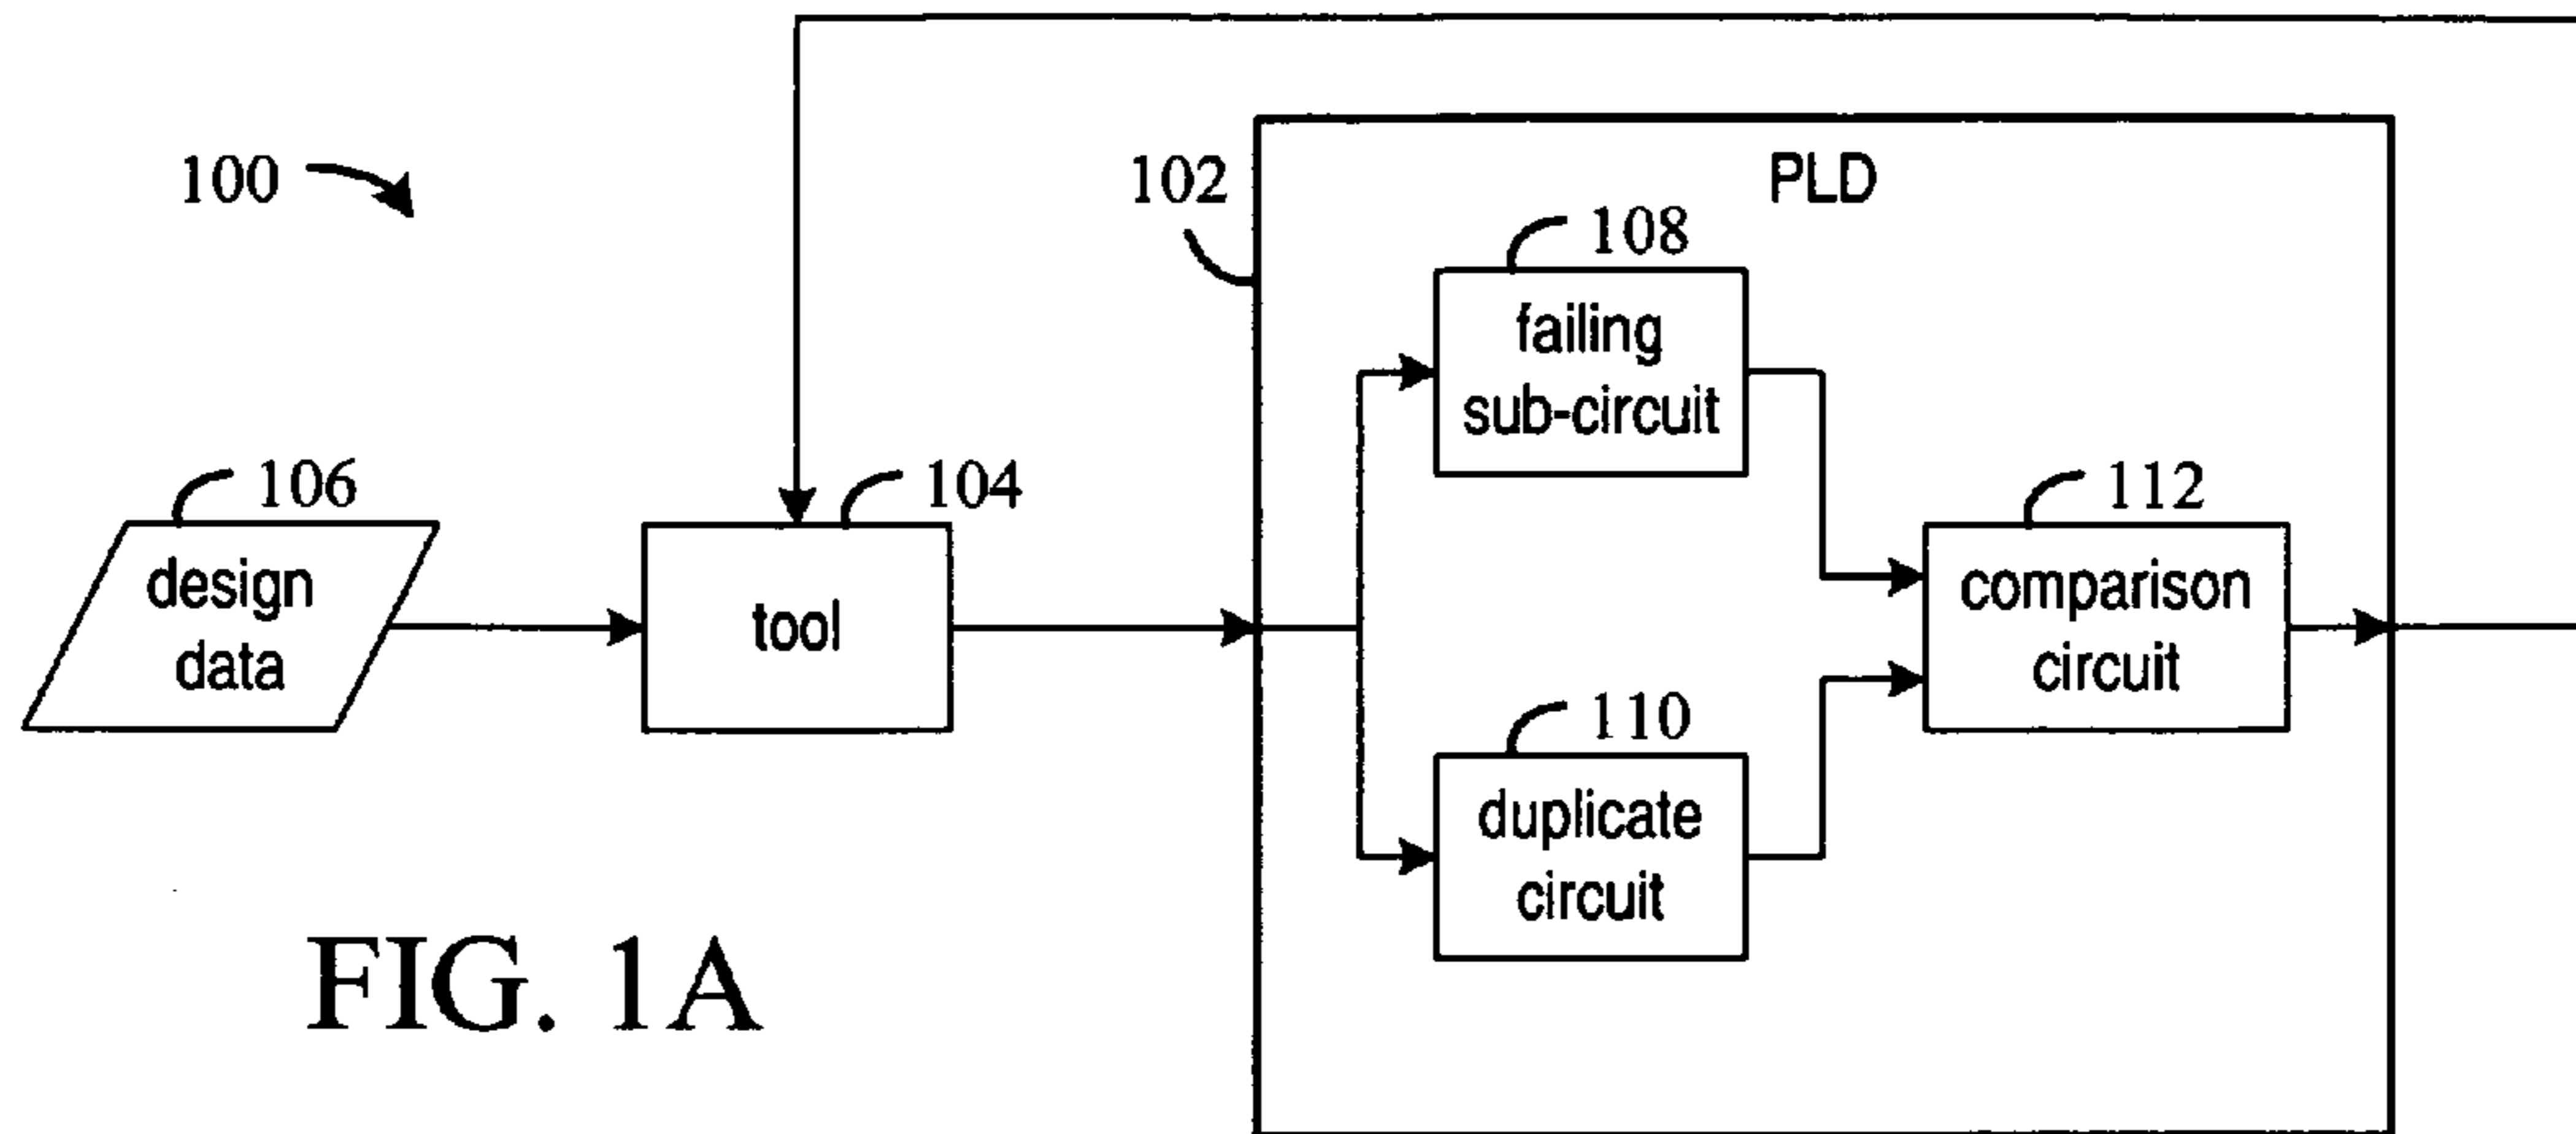 100
102
PLD
108
failing
sub-circuit
106
design
data
104
tool
112
comparison
circuit
110
duplicate
circuit
FIG. 1A